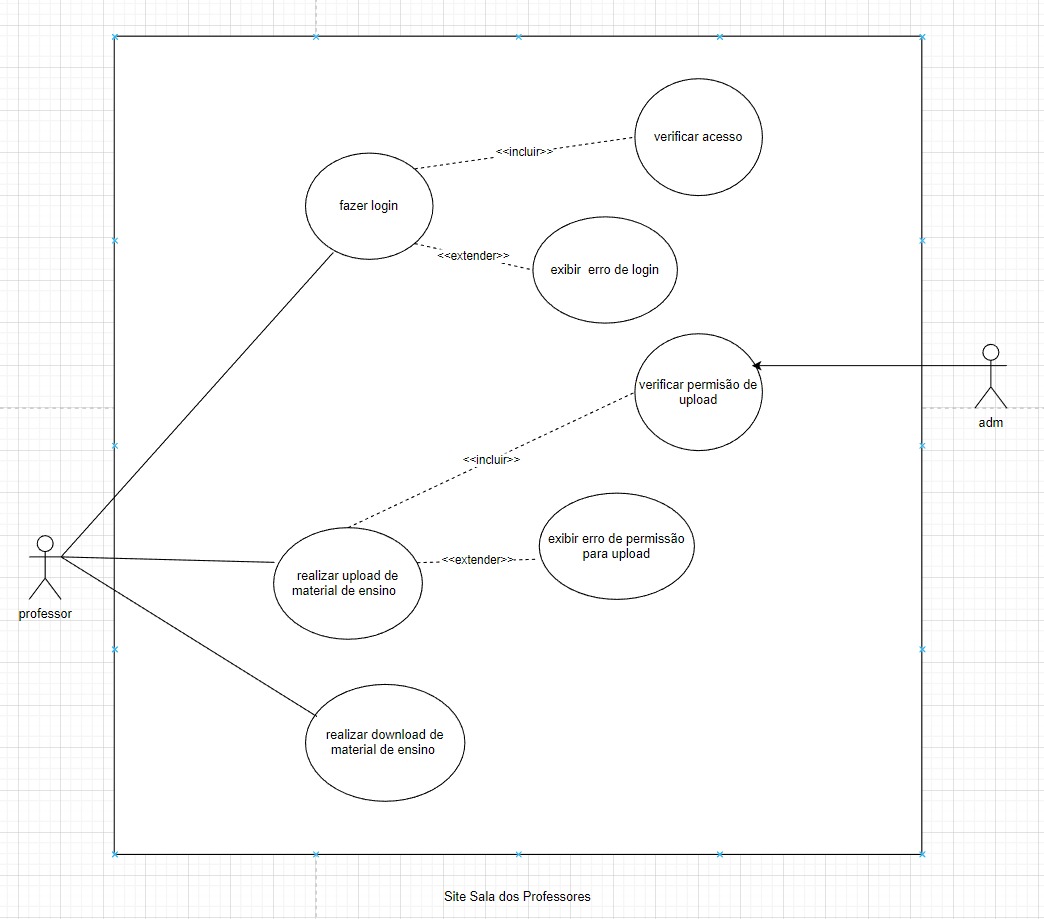 verificar acesso
<<incluir>>
fazer login
<<extender>>
exibir erro de login
verificar permisão de
upload
adm
<<incluir>>
exibir erro de permissão
para upload
<<extender>>
realizar upload de
material de ensino
professor
realizar download de
material de ensino
Site Sala dos Professores